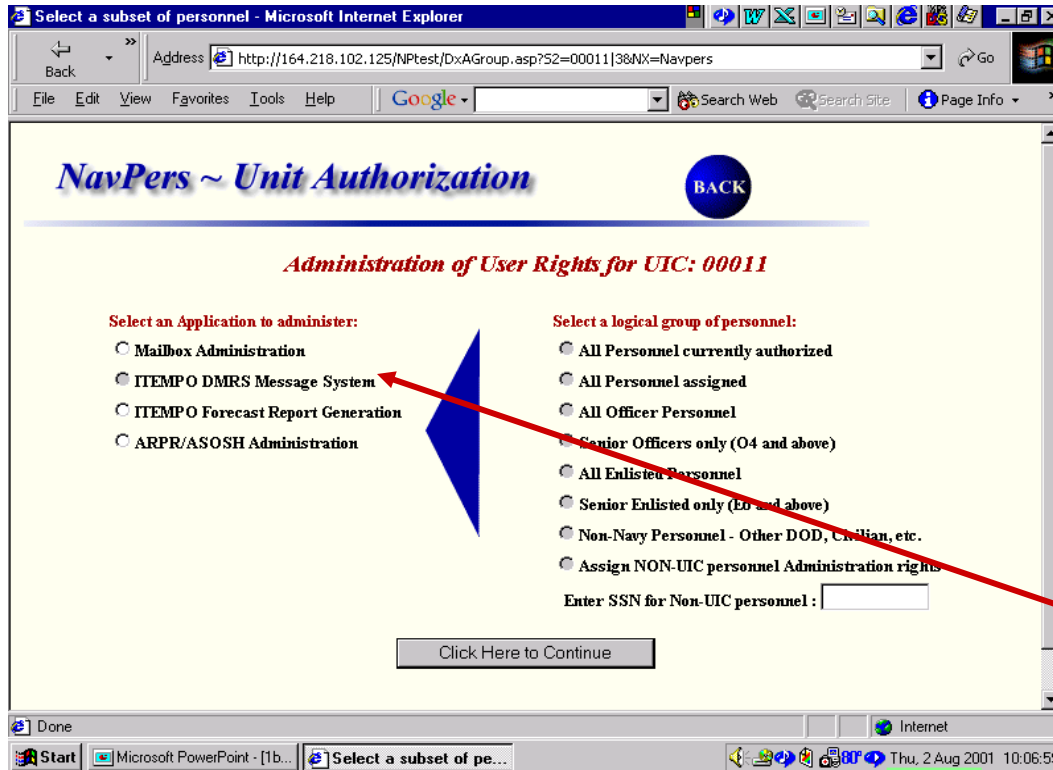 Select a subset of personnel - Microsoft Internet Explorer
Back
»
Address
http://164.218.102.125/NPtest/DxAGroup.asp?S2=00011|3&NX=Navpers
Go
File Edit View Favorites Tools Help
Google
Search Web
Search Site
Page Info
NavPers ~ Unit Authorization
BACK
Administration of User Rights for UIC: 00011
Select an Application to administer:
Mailbox Administration
ITEMPO DMRS Message System
ITEMPO Forecast Report Generation
ARPR/ASOSH Administration
Select a logical group of personnel:
All Personnel currently authorized
All Personnel assigned
All Officer Personnel
Senior Officers only (O4 and above)
All Enlisted Personnel
Senior Enlisted only (E6 and above)
Non-Navy Personnel - Other DOD, Civilian, etc.
Assign NON-UIC personnel Administration rights
Enter SSN for Non-UIC personnel :
Click Here to Continue
Done
Internet
Start
Microsoft PowerPoint - [1b...
Select a subset of pe...
80°
Thu, 2 Aug 2001 10:06:59